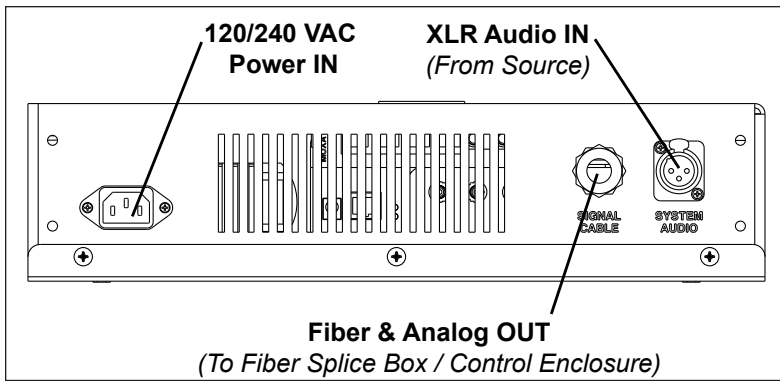 120/240 VAC
Power IN
XLR Audio IN
(From Source)
MOXA
SIGNAL
CABLE
SYSTEM
AUDIO
Fiber & Analog OUT
(To Fiber Splice Box / Control Enclosure)